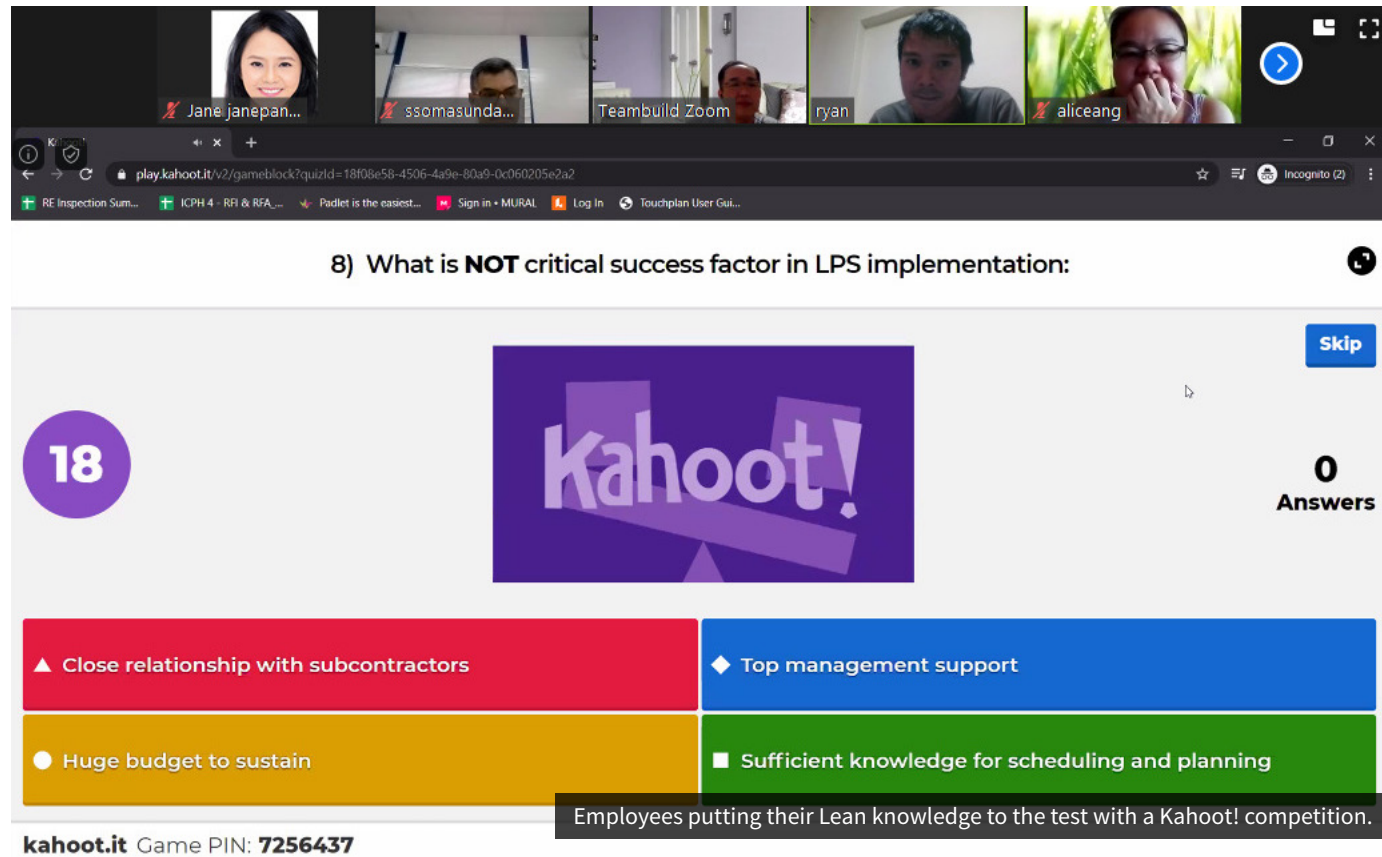 Jane janepan...
ssomasunda...
Teambuild Zoom
ryan
aliceang
play.kahoot.it/v2/gameblock?quizId=18f08e58-4506-4a9e-80a9-0c060205e2a2
Incognito (2)
RE Inspection Sum...
ICPH 4 - RFI & RFA_...
Padlet is the easiest...
Sign in • MURAL
Log In
Touchplan User Gui...
8) What is NOT critical success factor in LPS implementation:
Skip
18
Kahoot!
0
Answers
Close relationship with subcontractors
Top management support
Huge budget to sustain
Sufficient knowledge for scheduling and planning
Employees putting their Lean knowledge to the test with a Kahoot! competition.
kahoot.it Game PIN: 7256437